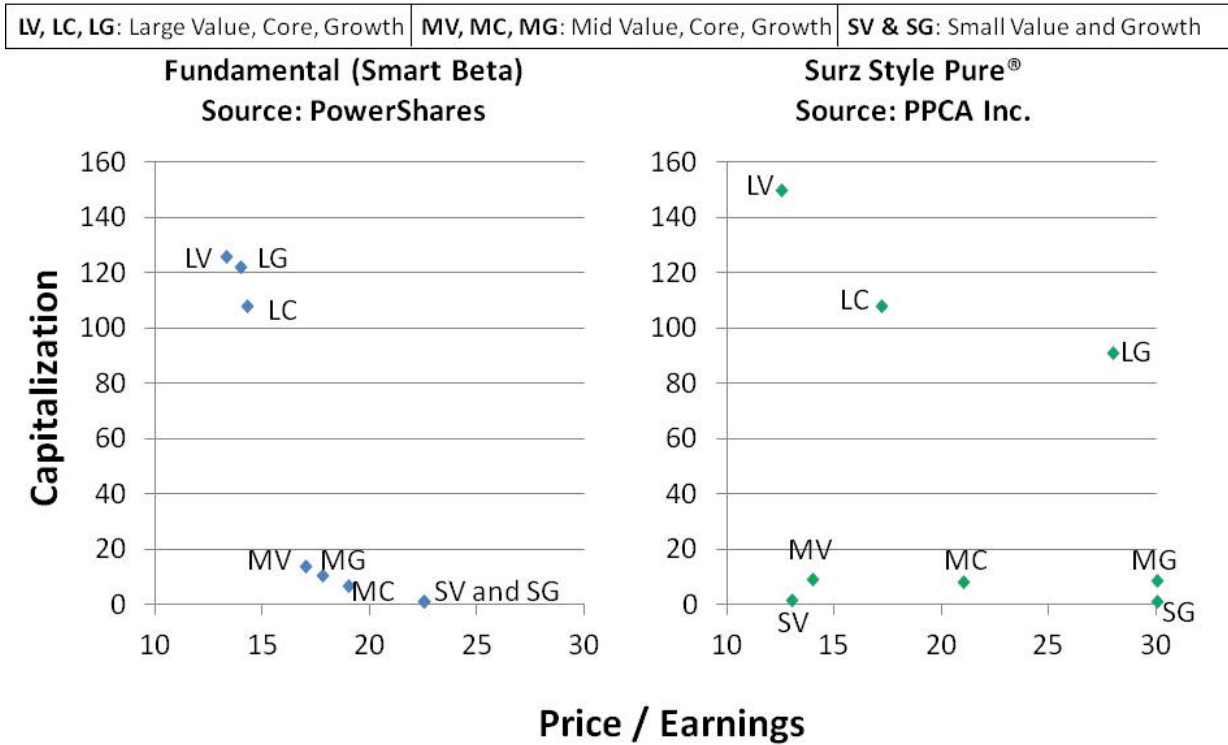 LV, LC, LG: Large Value, Core, Growth MV, MC, MG: Mid Value, Core, Growth SV & SG: Small Value and Growth
Fundamental (Smart Beta)
Source: PowerShares
160
140
120
100
80
60
40
20
0
LV
LG
LC
MV
MG
MC
SV and SG
10 15 20 25 30
Surz Style Pure®
Source: PPCA Inc.
160
140
120
100
80
60
40
20
0
LV
LC
LG
MV
MC
MG
SV
SG
10 15 20 25 30
Capitalization
Price / Earnings